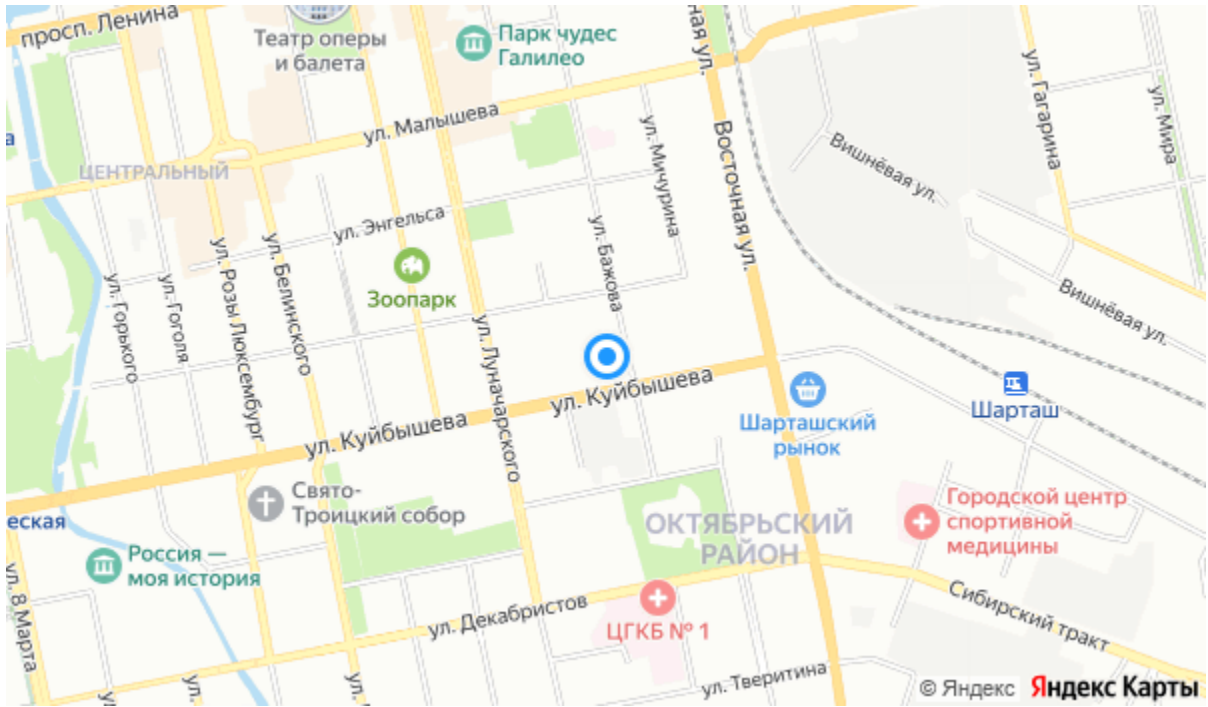 просп. Ленина
Театр оперы
и балета
Парк чудес
Галилео
ная ул.
ул. Гагарина
ул. Мира
ул. Малышева
ул. Мичурина
Восточная ул.
Вишнёвая ул.
а
ЦЕНТРАЛЬНЫЙ
ул. Энгельса
ул. Бажова
ул. Горького
ул. Гоголя
ул. Розы Люксембург
ул. Белинского
Зоопарк
ул. Луначарского
Вишнёвая ул.
ул. Куйбышева
ул. Куйбышева
Шарташский
рынок
Шарташ
еская
Свято-
Троицкий собор
Россия —
моя история
ОКТЯБРЬСКИЙ
РАЙОН
Городской центр
спортивной
медицины
ул. 8 Марта
ул. Декабристов
ЦГКБ № 1
Сибирский тракт
ул. Тверитина
ул.
ул.
ул.
© Яндекс Яндекс Карты